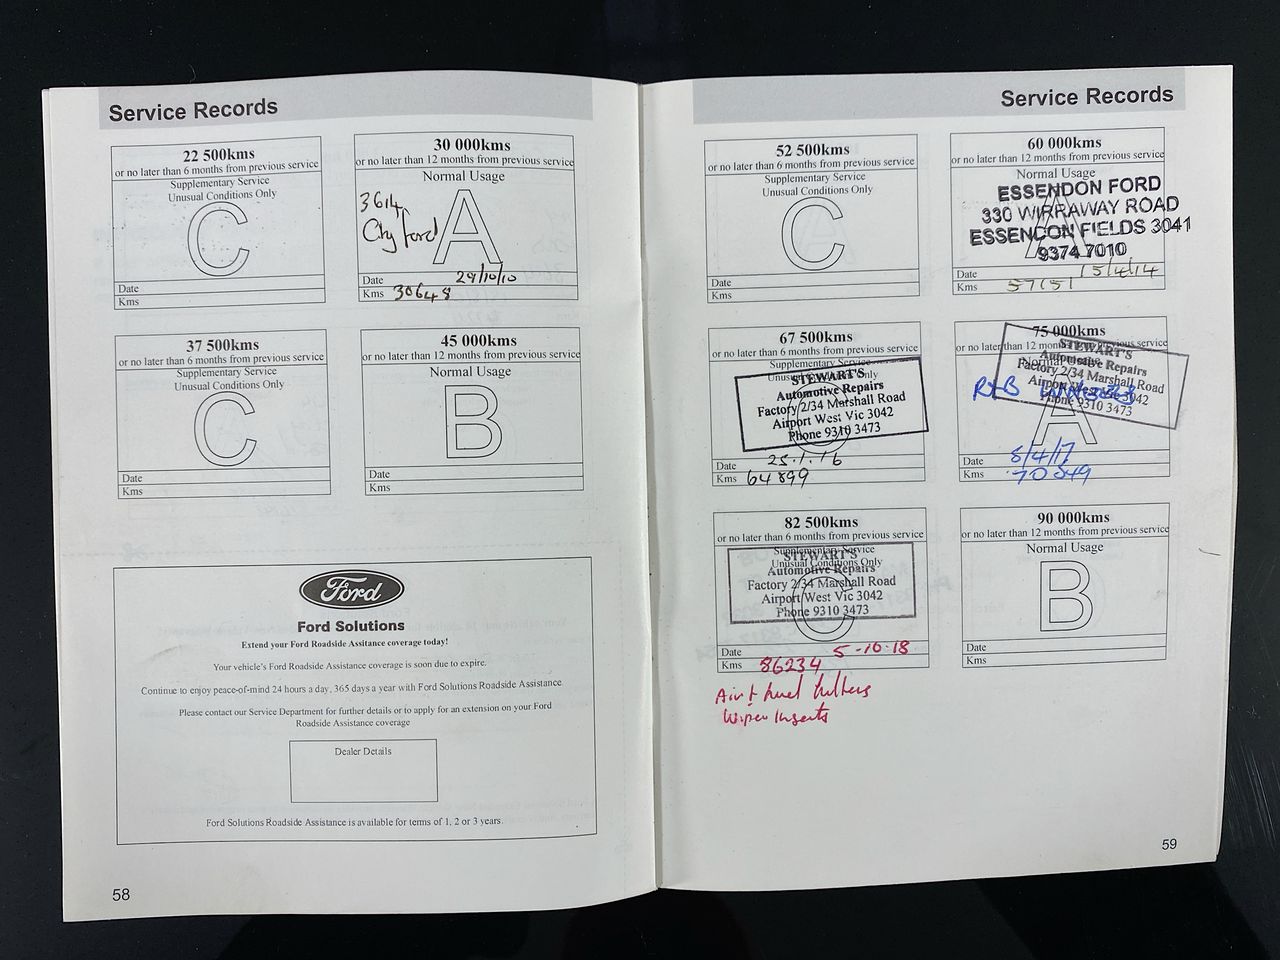 Service Records
22 500kms
or no later than 6 months from previous service
Supplementary Service
Unusual Conditions Only
C
Date
Kms
30 000kms
or no later than 12 months from previous service
Normal Usage
A
3614
City Ford
Date 29/10/10
Kms 30648
37 500kms
or no later than 6 months from previous service
Supplementary Service
Unusual Conditions Only
C
Date
Kms
45 000kms
or no later than 12 months from previous service
Normal Usage
B
Date
Kms
Ford
Ford Solutions
Extend your Ford Roadside Assitance coverage today!
Your vehicle's Ford Roadside Assistance coverage is soon due to expire.
Continue to enjoy peace-of-mind 24 hours a day, 365 days a year with Ford Solutions Roadside Assistance.
Please contact our Service Department for further details or to apply for an extension on your Ford
Roadside Assistance coverage
Dealer Details
Ford Solutions Roadside Assistance is available for terms of 1, 2 or 3 years.
58
Service Records
52 500kms
or no later than 6 months from previous service
Supplementary Service
Unusual Conditions Only
C
Date
Kms
60 000kms
or no later than 12 months from previous service
Normal Usage
A
ESSENDON FORD
330 WIRRAWAY ROAD
ESSENDON FIELDS 3041
9374 7010
Date 15/4/14
Kms 57151
67 500kms
or no later than 6 months from previous service
Supplementary Service
Unusual Conditions Only
C
STEWART'S
Automotive Repairs
Factory 2/34 Marshall Road
Airport West Vic 3042
Phone 9310 3473
Date 25.1.16
Kms 64899
75 000kms
or no later than 12 months from previous service
Normal Usage
A
STEWART'S
Automotive Repairs
Factory 2/34 Marshall Road
Airport West Vic 3042
Phone 9310 3473
Date 5/4/17
Kms 70549
82 500kms
or no later than 6 months from previous service
Supplementary Service
Unusual Conditions Only
C
STEWART'S
Automotive Repairs
Factory 2/34 Marshall Road
Airport West Vic 3042
Phone 9310 3473
Date 5-10-18
Kms 86234
Air & fuel filters
Wiper Inserts
90 000kms
or no later than 12 months from previous service
Normal Usage
B
Date
Kms
59